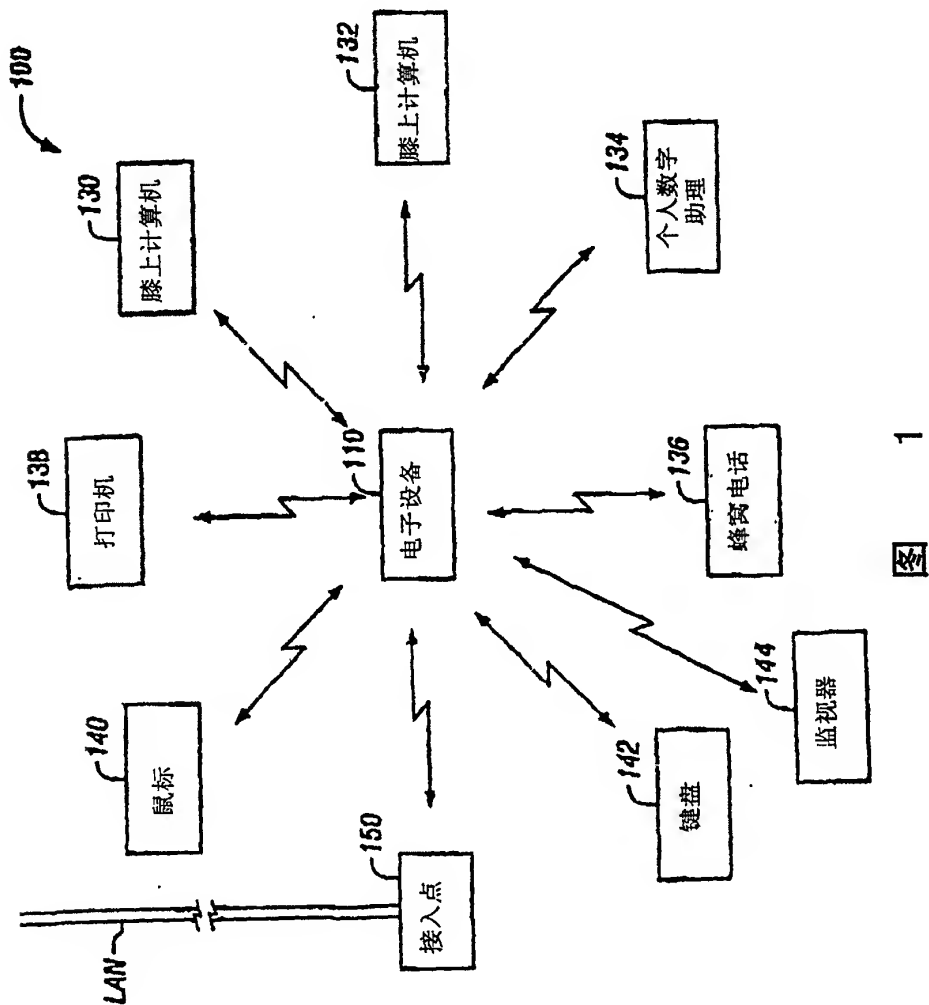 100
130
膝上计算机
132
膝上计算机
134
个人数字
助理
138
打印机
110
电子设备
136
蜂窝电话
140
鼠标
142
键盘
144
监视器
150
接入点
LAN
图 1